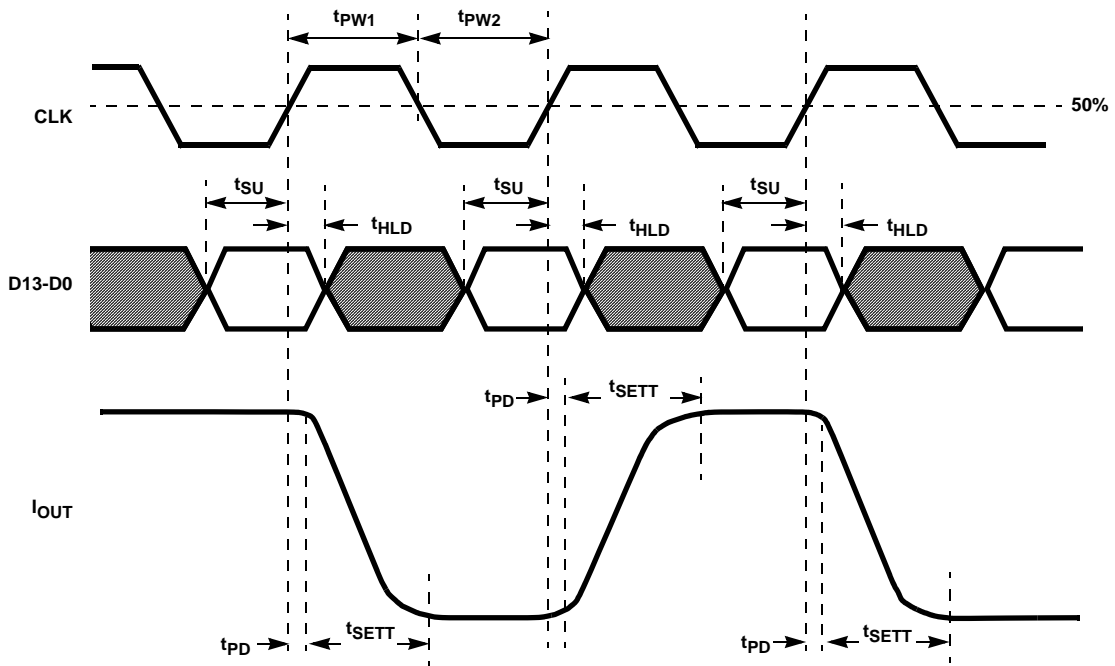 tPW1 tPW2
CLK
50%
tSU tSU tSU
tHLD tHLD tHLD
D13-D0
tPD tSETT
IOUT
tPD tSETT tPD tSETT